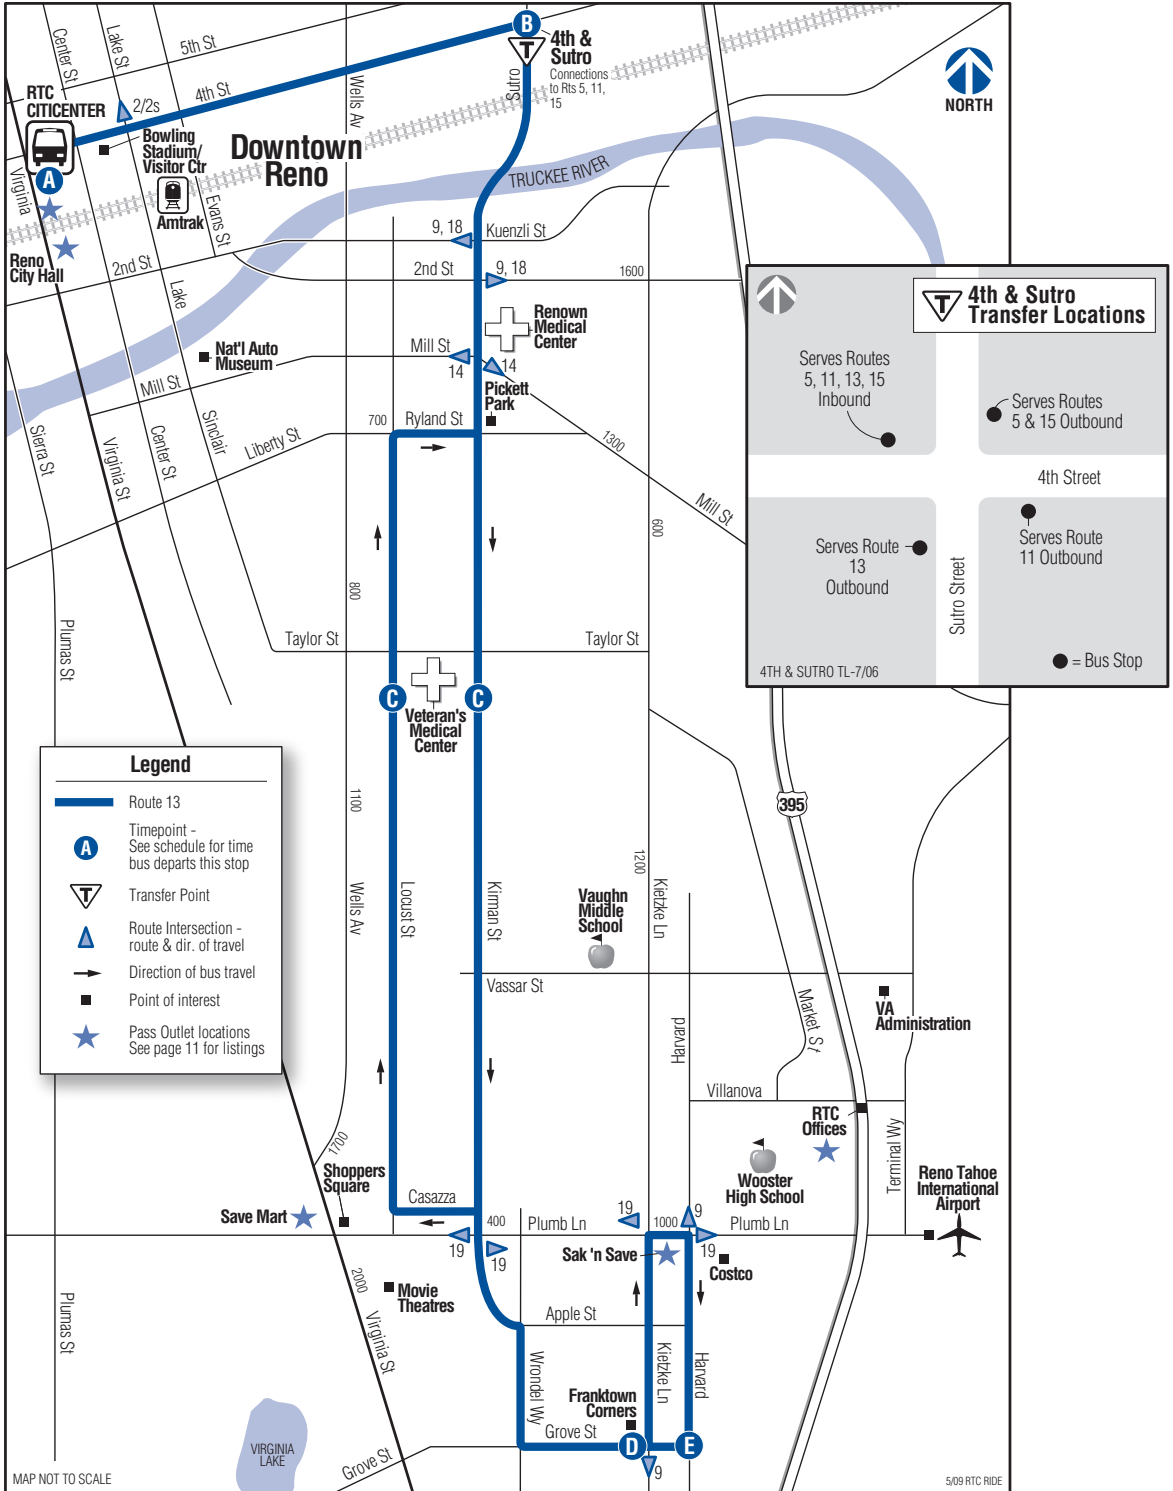 Center St
Lake St
5th St
B
T
4th &
Sutro
Connections
to Rts 5, 11,
15
NORTH
RTC
CITICENTER
4th St
2/2s
Wells Av
Sutro
Bowling
Stadium/
Visitor Ctr
Downtown
Reno
A
Virginia
Amtrak
Evans St
TRUCKEE RIVER
Reno
City Hall
2nd St
Lake
9, 18
Kuenzli St
2nd St
9, 18
1600
Renown
Medical
Center
Nat'l Auto
Museum
Mill St
14
14
Pickett
Park
Mill St
700
Ryland St
Sierra St
Virginia St
Center St
Sinclair
Liberty St
1300
Mill St
600
800
Plumas St
Taylor St
Taylor St
C
C
Veteran's
Medical
Center
T
4th & Sutro
Transfer Locations
Serves Routes
5, 11, 13, 15
Inbound
Serves Routes
5 & 15 Outbound
4th Street
Serves Route
13
Outbound
Serves Route
11 Outbound
Sutro Street
= Bus Stop
4TH & SUTRO TL-7/06
Legend
Route 13
A
Timepoint -
See schedule for time
bus departs this stop
T
Transfer Point
Route Intersection -
route & dir. of travel
Direction of bus travel
Point of interest
Pass Outlet locations
See page 11 for listings
1100
395
1200
Wells Av
Locust St
Kirman St
Vaughn
Middle
School
Kietzke Ln
Vassar St
Market St
VA
Administration
Harvard
Villanova
RTC
Offices
Terminal Wy
1700
Shoppers
Square
Save Mart
Casazza
Wooster
High School
Reno Tahoe
International
Airport
400
Plumb Ln
19
1000
9
Plumb Ln
19
19
19
Sak 'n Save
Costco
2000
Movie
Theatres
Plumas St
Virginia St
Apple St
Wrondel Wy
Kietzke Ln
Harvard
Franktown
Corners
Grove St
D
E
9
Grove St
VIRGINIA
LAKE
MAP NOT TO SCALE
5/09 RTC RIDE